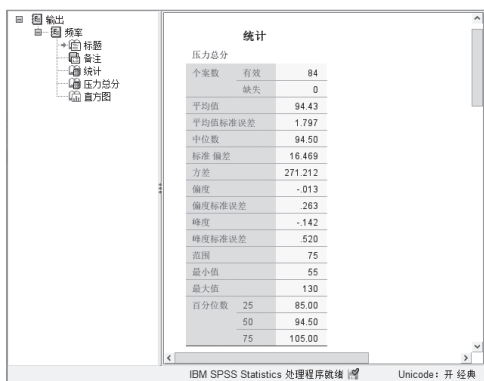 输出
频率
标题
备注
统计
压力总分
直方图
统计
压力总分
个案数 有效 84
缺失 0
平均值 94.43
平均值标准误差 1.797
中位数 94.50
标准 偏差 16.469
方差 271.212
偏度 -.013
偏度标准误差 .263
峰度 -.142
峰度标准误差 .520
范围 75
最小值 55
最大值 130
百分位数 25 85.00
50 94.50
75 105.00
IBM SPSS Statistics 处理程序就绪 Unicode：开 经典